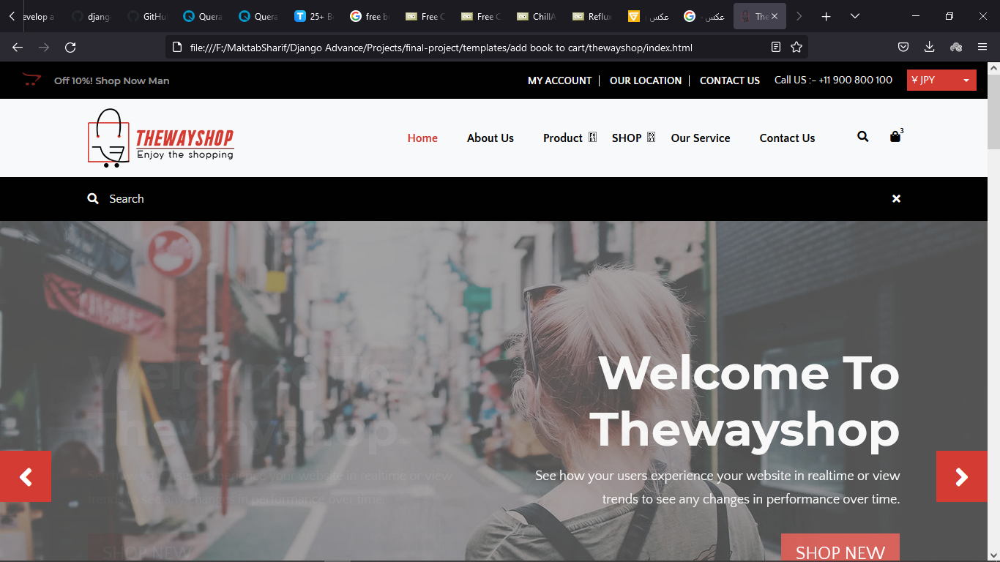 evelop a
djang
GitHu
Quera
Quera
25+ B
free b
Free C
Free C
ChillA
Reflux
عکس
عکس -
The
file:///F:/MaktabSharif/Django Advance/Projects/final-project/templates/add book to cart/thewayshop/index.html
Off 10%! Shop Now Man
MY ACCOUNT
OUR LOCATION
CONTACT US
Call US :- +11 900 800 100
¥ JPY
THEWAYSHOP
Enjoy the shopping
Home
About Us
Product
SHOP
Our Service
Contact Us
3
Search
Welcome To
Thewayshop
See how your users experience your website in realtime or view
trends to see any changes in performance over time.
SHOP NEW
Welcome To
Thewayshop
See how your users experience your website in realtime or view
trends to see any changes in performance over time.
SHOP NEW